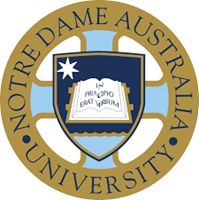 • NOTRE DAME AUSTRALIA •
UNIVERSITY
IN
PRINCIPIO
ERAT VERBUM